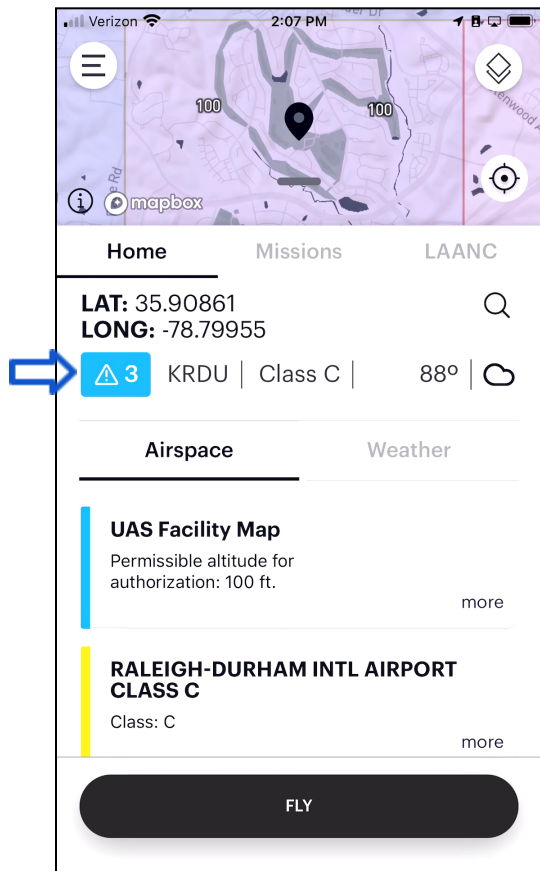 Verizon 2:07 PM
100
100
mapbox
Home Missions LAANC
LAT: 35.90861
LONG: -78.79955
3 KRDU | Class C | 88º |
Airspace Weather
UAS Facility Map
Permissible altitude for
authorization: 100 ft.
more
RALEIGH-DURHAM INTL AIRPORT
CLASS C
Class: C
more
FLY